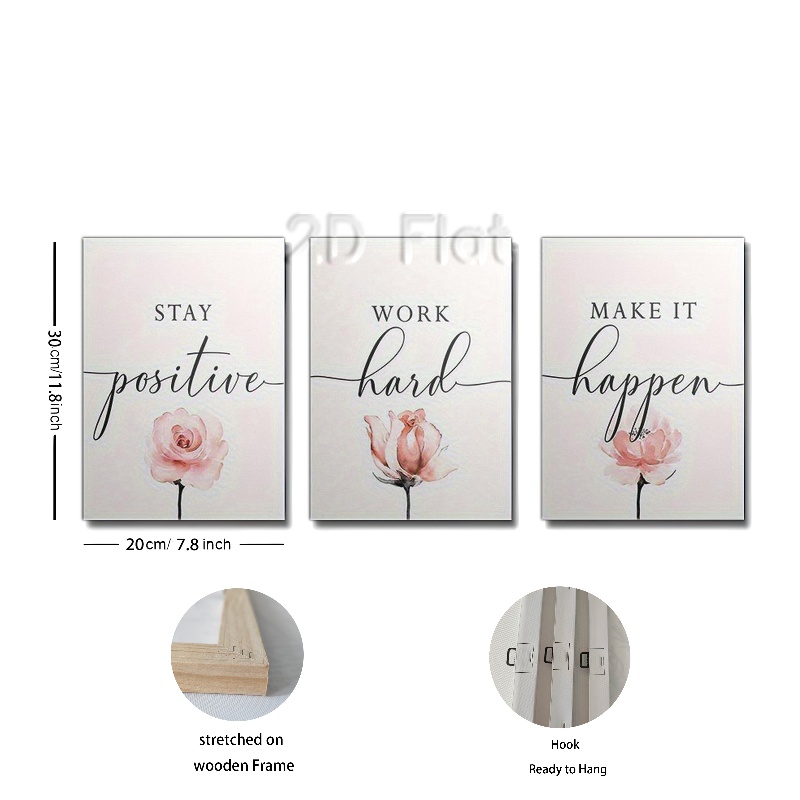 2D Flat
STAY
positive
WORK
hard
MAKE IT
happen
30cm/11.8inch
20cm/ 7.8 inch
stretched on
wooden Frame
Hook
Ready to Hang